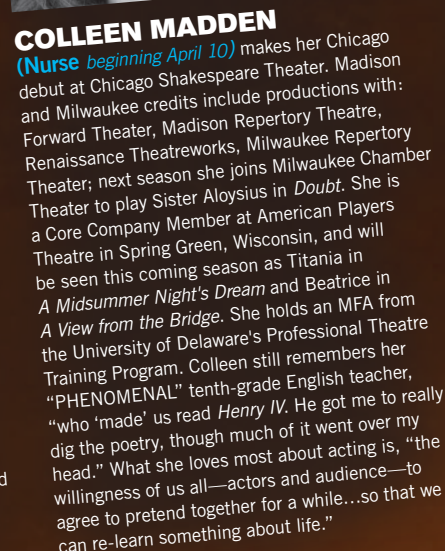 COLLEEN MADDEN
(Nurse beginning April 10) makes her Chicago
debut at Chicago Shakespeare Theater. Madison
and Milwaukee credits include productions with:
Forward Theater, Madison Repertory Theatre,
Renaissance Theatreworks, Milwaukee Repertory
Theater; next season she joins Milwaukee Chamber
Theater to play Sister Aloysius in Doubt. She is
a Core Company Member at American Players
Theatre in Spring Green, Wisconsin, and will
be seen this coming season as Titania in
A Midsummer Night's Dream and Beatrice in
A View from the Bridge. She holds an MFA from
the University of Delaware's Professional Theatre
Training Program. Colleen still remembers her
“PHENOMENAL” tenth-grade English teacher,
“who ‘made’ us read Henry IV. He got me to really
dig the poetry, though much of it went over my
head.” What she loves most about acting is, “the
willingness of us all—actors and audience—to
agree to pretend together for a while…so that we
can re-learn something about life.”